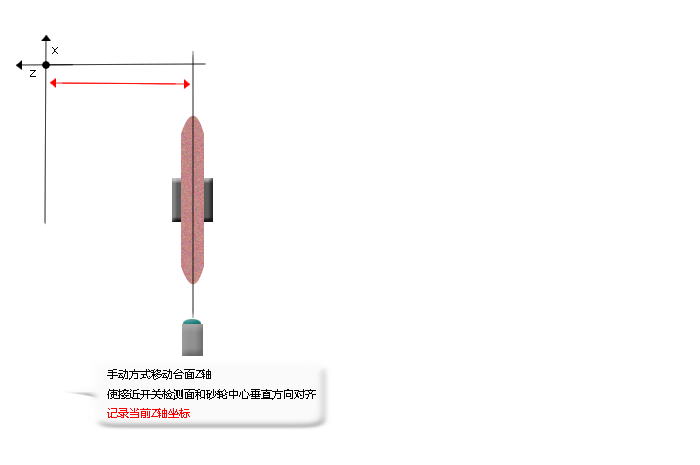 X
Z
手动方式移动台面Z轴
使接近开关检测面和砂轮中心垂直方向对齐
记录当前Z轴坐标